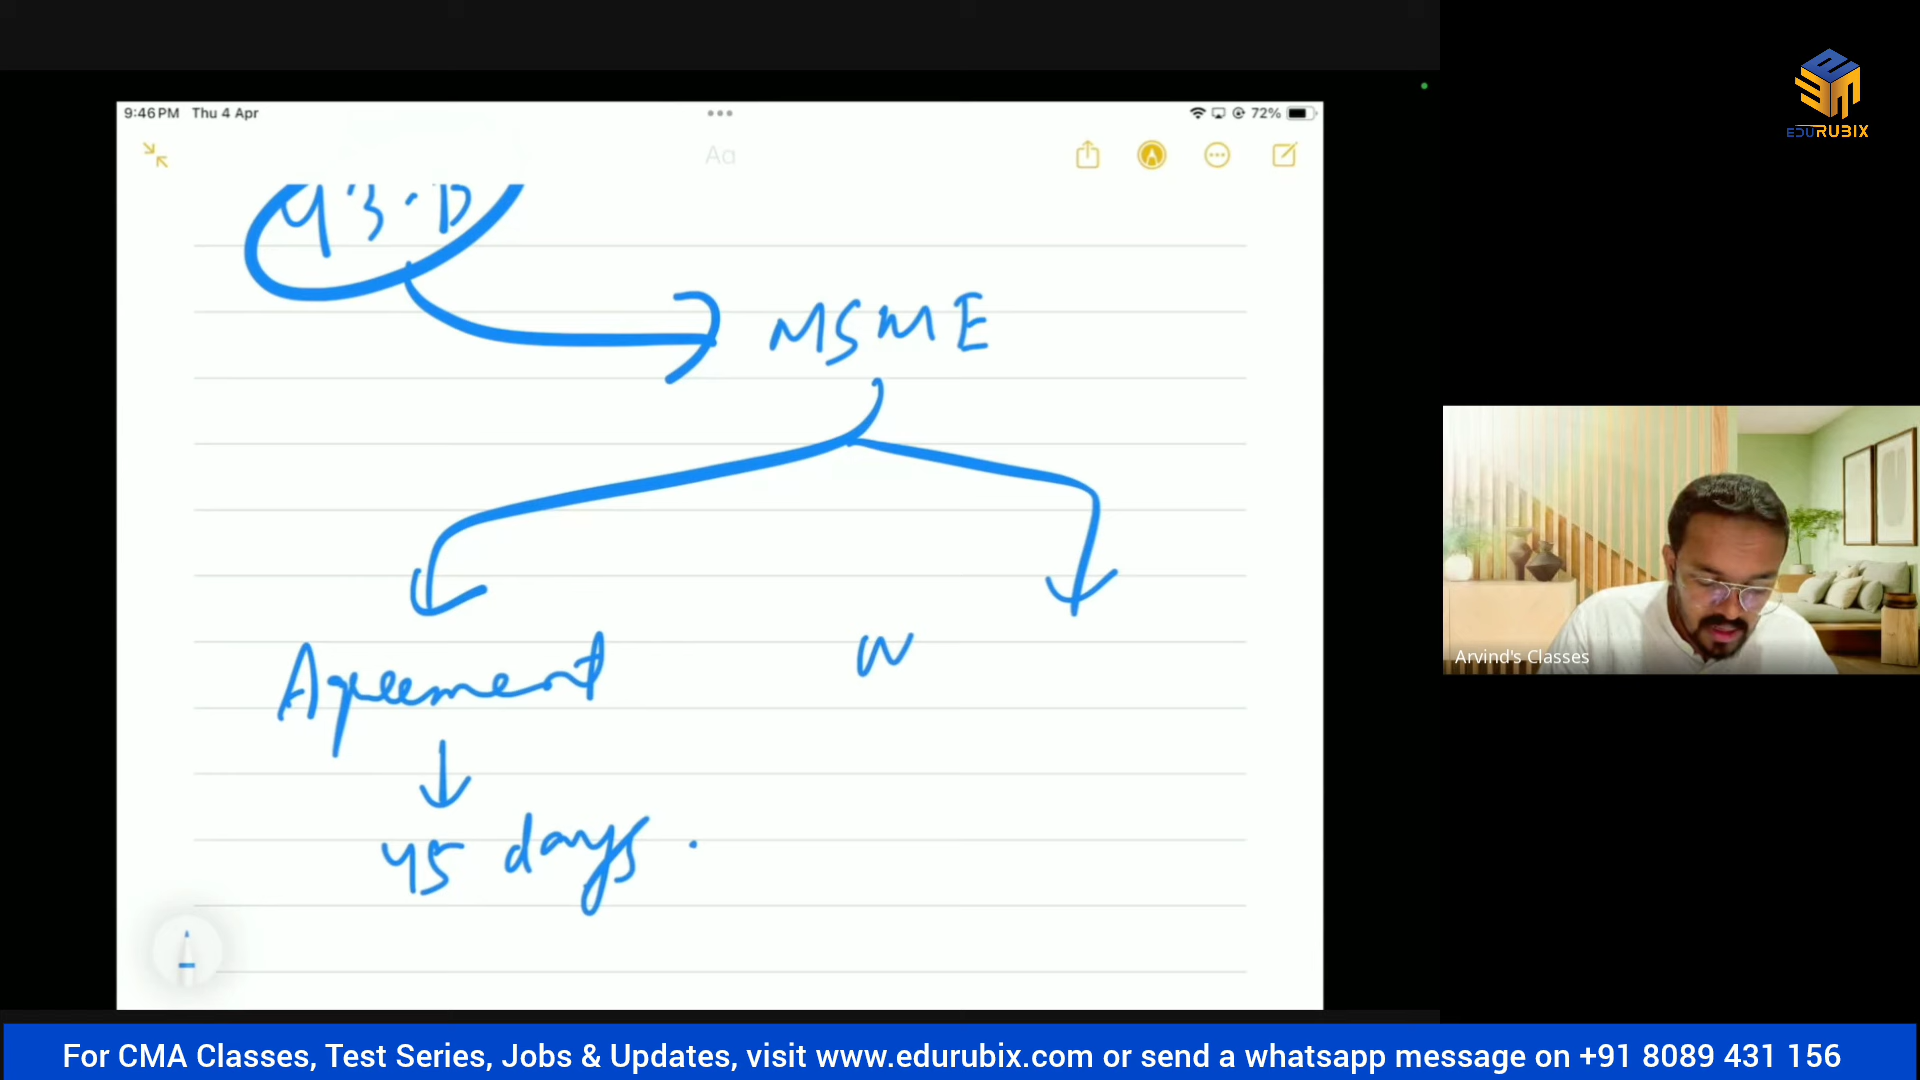 9:46 PM Thu 4 Apr
72%
Aa
EDURUBIX
43·D
MSME
Agreement
N
45 days.
Arvind's Classes
For CMA Classes, Test Series, Jobs & Updates, visit www.edurubix.com or send a whatsapp message on +91 8089 431 156